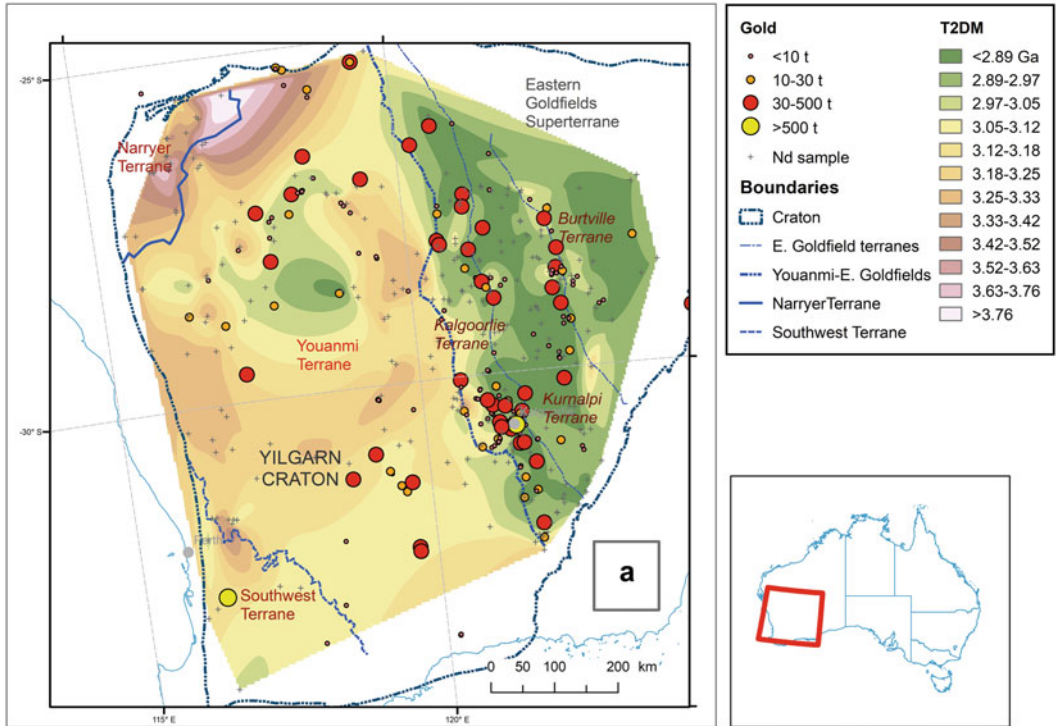 -25° S
-30° S
115° E
120° E
Eastern
Goldfields
Superterrane
Narryer
Terrane
Burtville
Terrane
Kalgoorlie
Terrane
Youanmi
Terrane
Kurnalpi
Terrane
YILGARN
CRATON
Perth
Southwest
Terrane
a
0 50 100 200 km
Gold
<10 t
10-30 t
30-500 t
>500 t
Nd sample
Boundaries
Craton
E. Goldfield terranes
Youanmi-E. Goldfields
NarryerTerrane
Southwest Terrane
T2DM
<2.89 Ga
2.89-2.97
2.97-3.05
3.05-3.12
3.12-3.18
3.18-3.25
3.25-3.33
3.33-3.42
3.42-3.52
3.52-3.63
3.63-3.76
>3.76